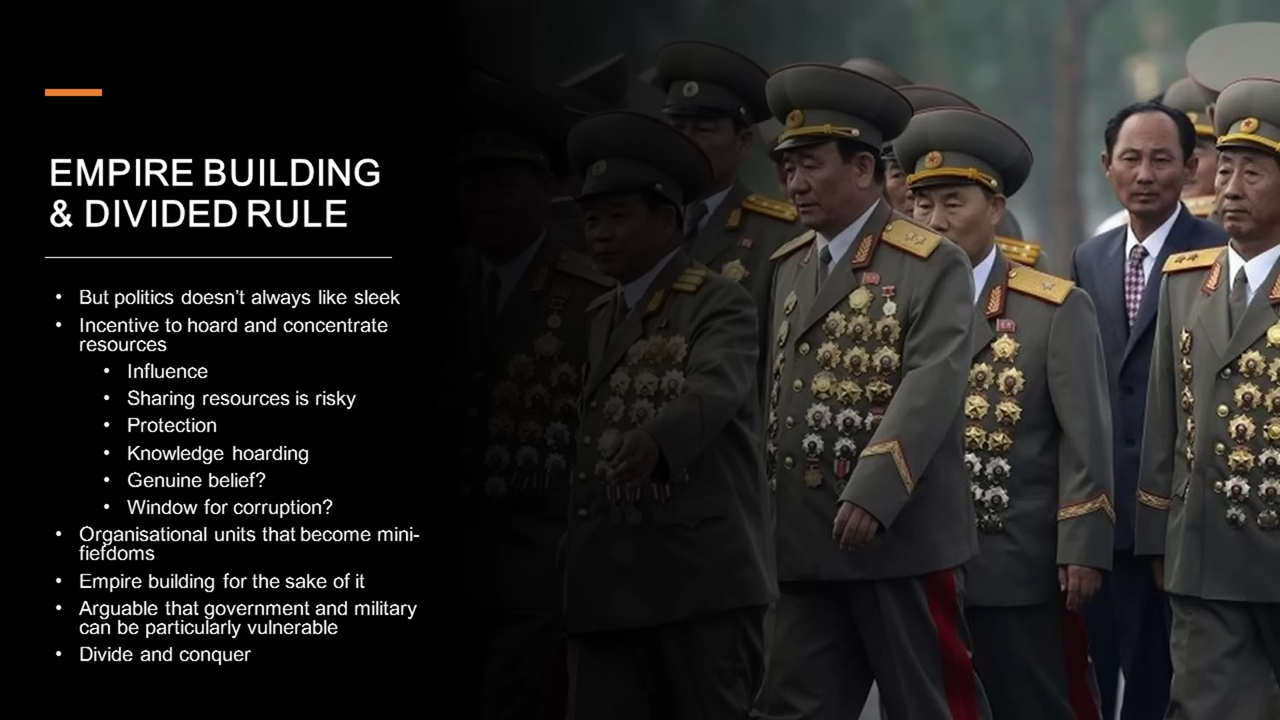 EMPIRE BUILDING
& DIVIDED RULE
• But politics doesn't always like sleek
• Incentive to hoard and concentrate
resources
• Influence
• Sharing resources is risky
• Protection
• Knowledge hoarding
• Genuine belief?
• Window for corruption?
• Organisational units that become mini-
fiefdoms
• Empire building for the sake of it
• Arguable that government and military
can be particularly vulnerable
• Divide and conquer